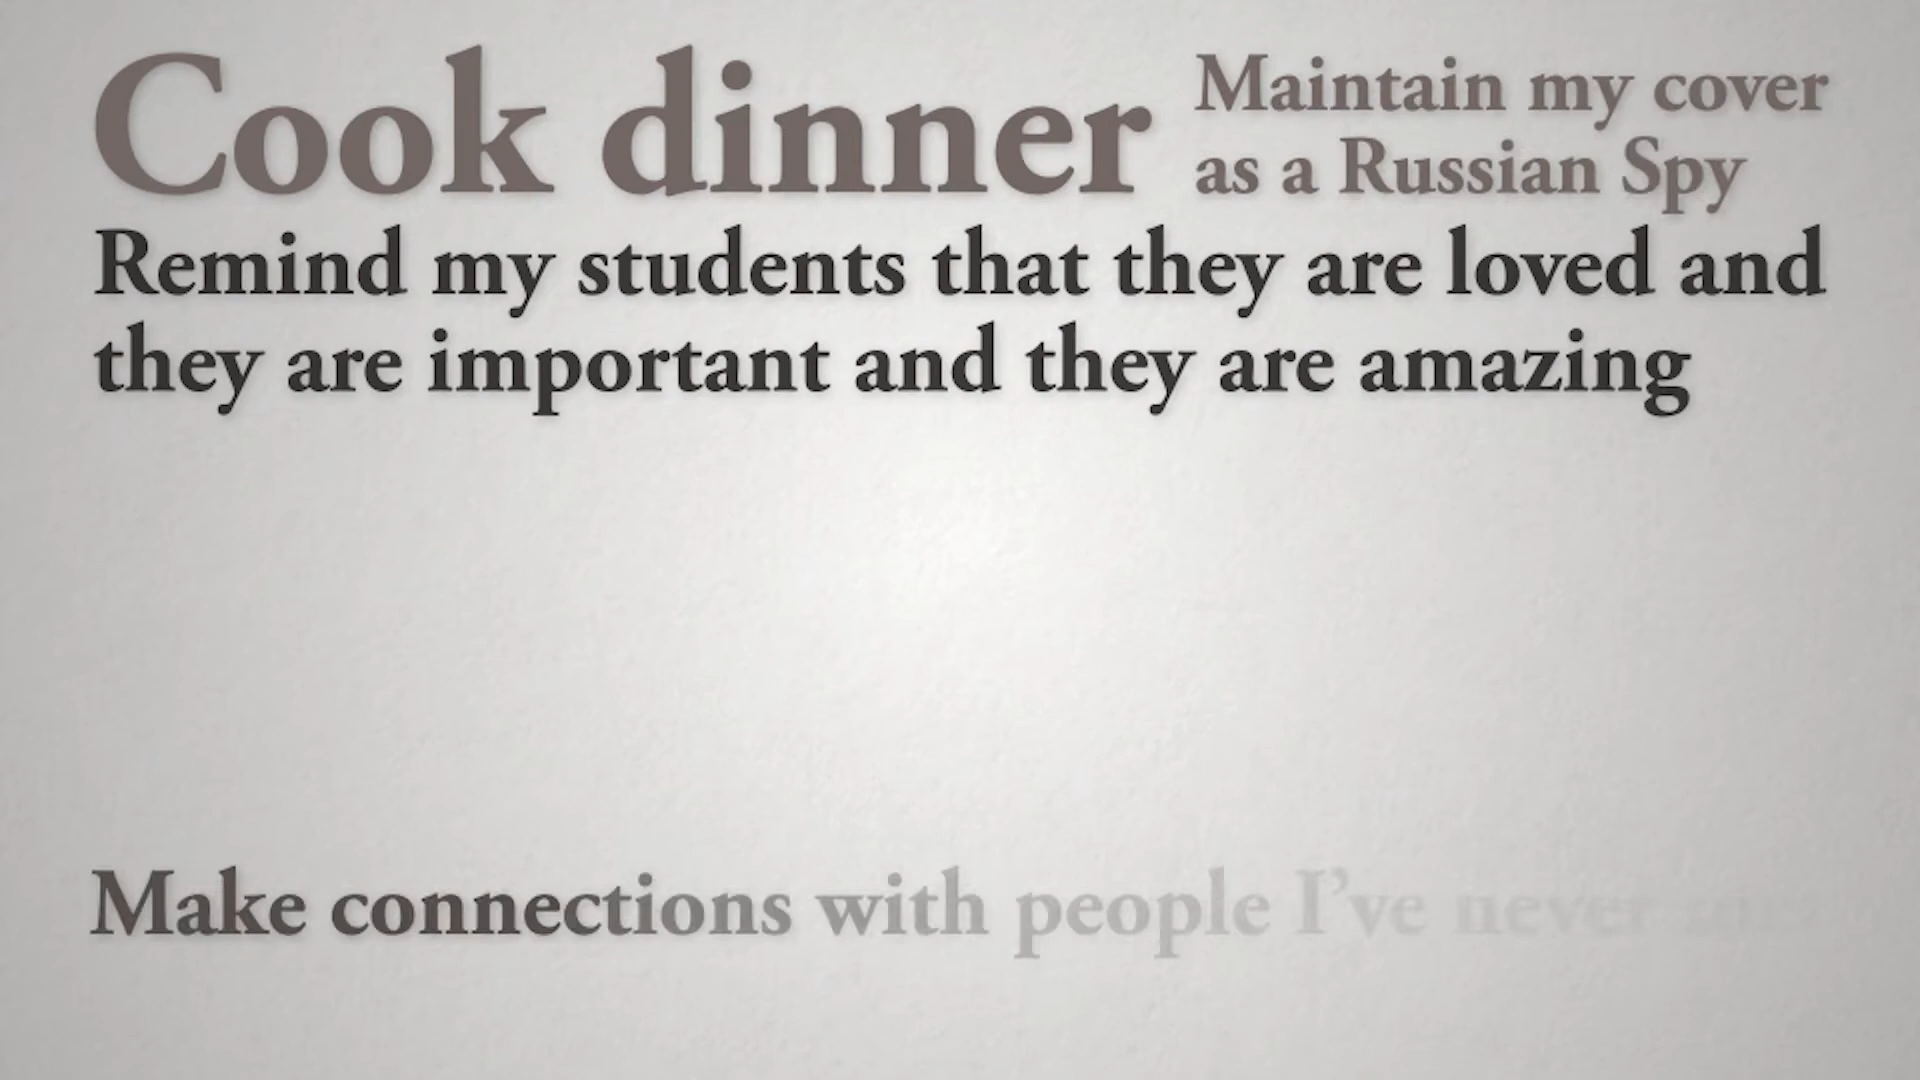 Cook dinner
Maintain my cover
as a Russian Spy
Remind my students that they are loved and
they are important and they are amazing
Make connections with people I’ve never